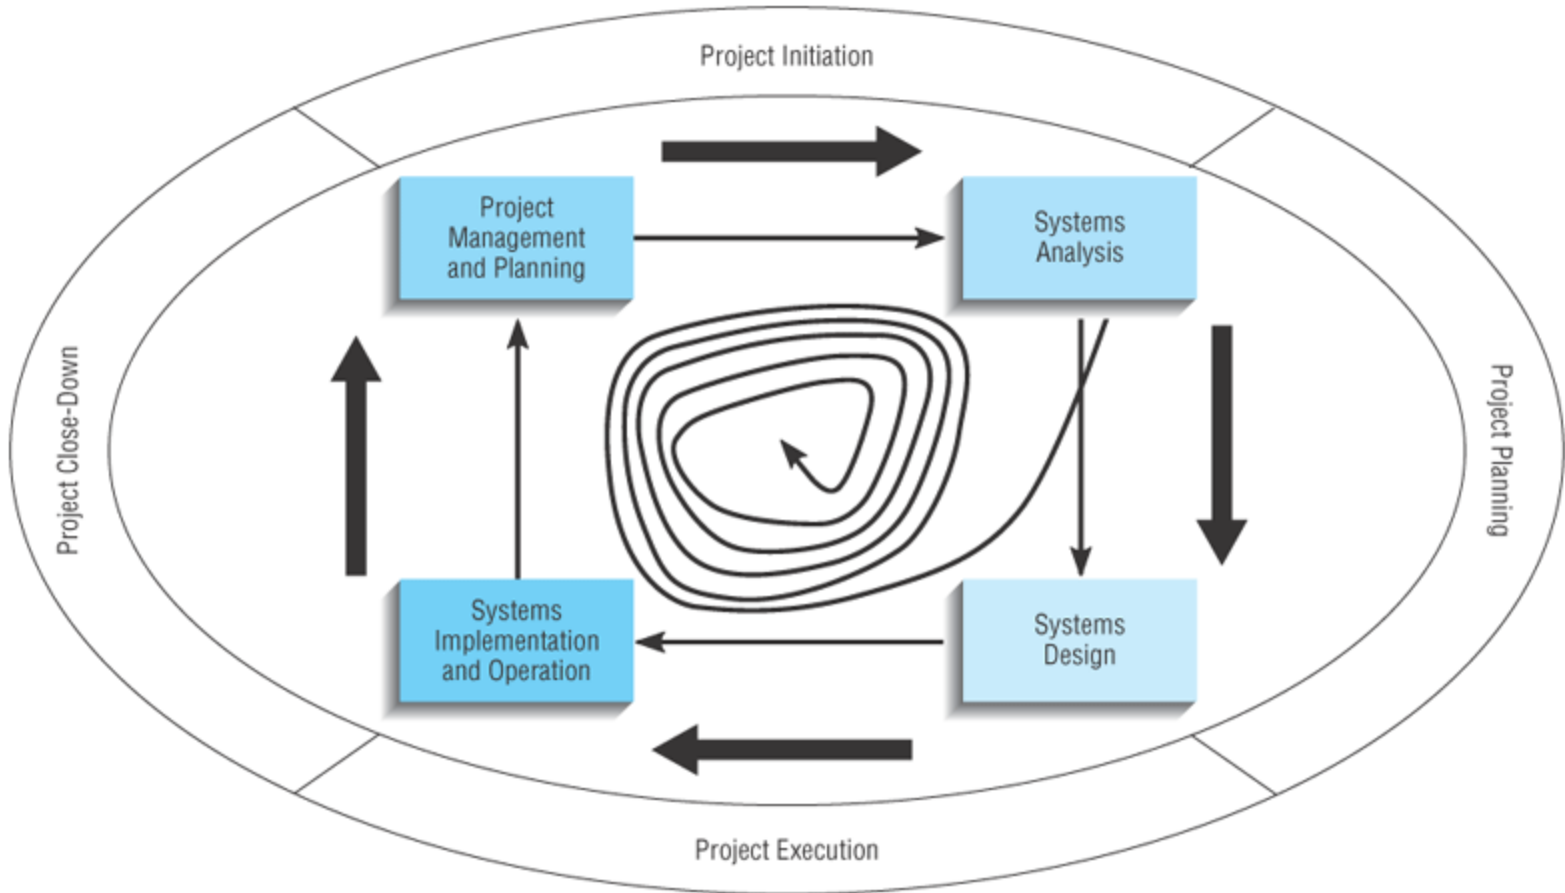 Project Initiation
Project
Management
and Planning
Systems
Analysis
Project Close-Down
Project Planning
Systems
Implementation
and Operation
Systems
Design
Project Execution